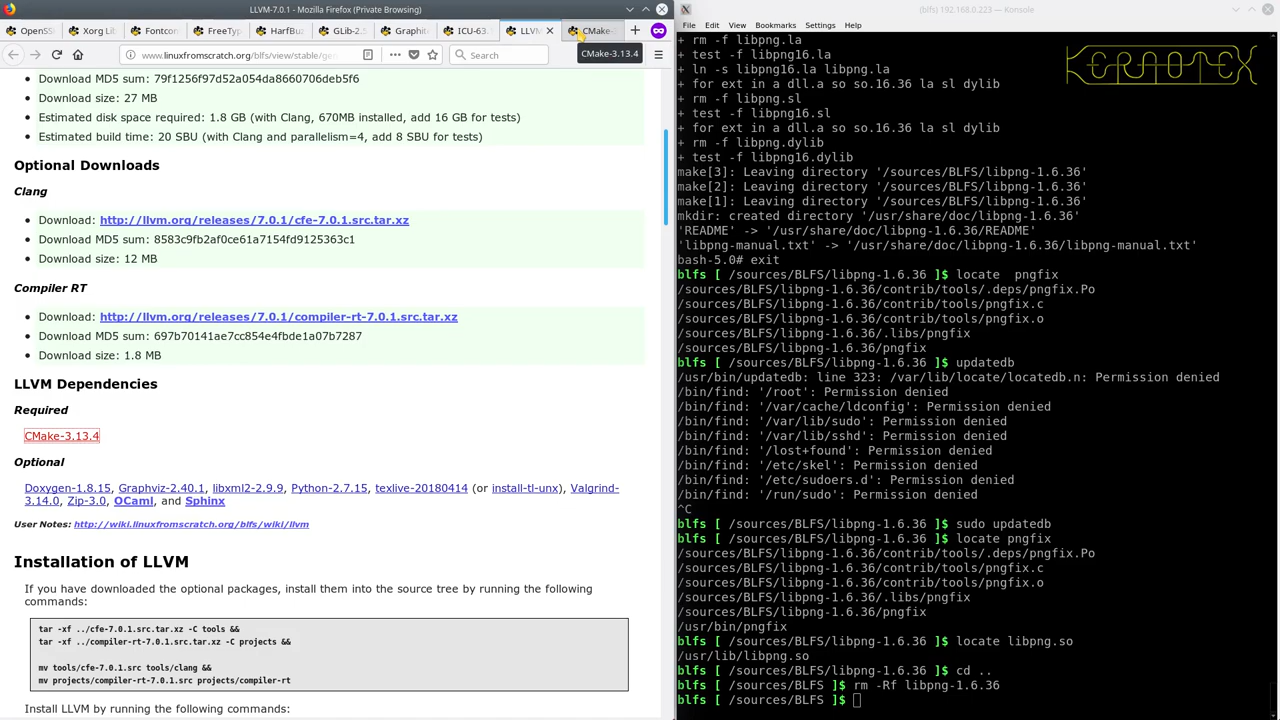 LLVM-7.0.1 - Mozilla Firefox (Private Browsing)
OpenSS
Xorg Lib
Fontcon
FreeTyp
HarfBuz
GLib-2.
Graphite
ICU-63.
LLVM
CMake-
www.linuxfromscratch.org/blfs/view/stable/ge
Search
CMake-3.13.4
Download MD5 sum: 79f1256f97d52a054da8660706deb5f6
Download size: 27 MB
Estimated disk space required: 1.8 GB (with Clang, 670MB installed, add 16 GB for tests)
Estimated build time: 20 SBU (with Clang and parallelism=4, add 8 SBU for tests)
Optional Downloads
Clang
Download: http://llvm.org/releases/7.0.1/cfe-7.0.1.src.tar.xz
Download MD5 sum: 8583c9fb2af0ce61a7154fd9125363c1
Download size: 12 MB
Compiler RT
Download: http://llvm.org/releases/7.0.1/compiler-rt-7.0.1.src.tar.xz
Download MD5 sum: 697b70141ae7cc854e4fbde1a07b7287
Download size: 1.8 MB
LLVM Dependencies
Required
CMake-3.13.4
Optional
Doxygen-1.8.15, Graphviz-2.40.1, libxml2-2.9.9, Python-2.7.15, texlive-20180414 (or install-tl-unx), Valgrind-
3.14.0, Zip-3.0, OCaml, and Sphinx
User Notes: http://wiki.linuxfromscratch.org/blfs/wiki/llvm
Installation of LLVM
If you have downloaded the optional packages, install them into the source tree by running the following
commands:
tar -xf ../cfe-7.0.1.src.tar.xz -C tools &&
tar -xf ../compiler-rt-7.0.1.src.tar.xz -C projects &&
mv tools/cfe-7.0.1.src tools/clang &&
mv projects/compiler-rt-7.0.1.src projects/compiler-rt
Install LLVM by running the following commands:
(blfs) 192.168.0.223 — Konsole
File Edit View Bookmarks Settings Help
KERNOTEX
+ rm -f libpng.la
+ test -f libpng16.la
+ ln -s libpng16.la libpng.la
+ for ext in a dll.a so so.16.36 la sl dylib
+ rm -f libpng.sl
+ test -f libpng16.sl
+ for ext in a dll.a so so.16.36 la sl dylib
+ rm -f libpng.dylib
+ test -f libpng16.dylib
make[3]: Leaving directory '/sources/BLFS/libpng-1.6.36'
make[2]: Leaving directory '/sources/BLFS/libpng-1.6.36'
make[1]: Leaving directory '/sources/BLFS/libpng-1.6.36'
mkdir: created directory '/usr/share/doc/libpng-1.6.36'
'README' -> '/usr/share/doc/libpng-1.6.36/README'
'libpng-manual.txt' -> '/usr/share/doc/libpng-1.6.36/libpng-manual.txt'
bash-5.0# exit
blfs [ /sources/BLFS/libpng-1.6.36 ]$ locate  pngfix
/sources/BLFS/libpng-1.6.36/contrib/tools/.deps/pngfix.Po
/sources/BLFS/libpng-1.6.36/contrib/tools/pngfix.c
/sources/BLFS/libpng-1.6.36/contrib/tools/pngfix.o
/sources/BLFS/libpng-1.6.36/.libs/pngfix
/sources/BLFS/libpng-1.6.36/pngfix
blfs [ /sources/BLFS/libpng-1.6.36 ]$ updatedb
/usr/bin/updatedb: line 323: /var/lib/locate/locatedb.n: Permission denied
/bin/find: '/root': Permission denied
/bin/find: '/var/cache/ldconfig': Permission denied
/bin/find: '/var/lib/sudo': Permission denied
/bin/find: '/var/lib/sshd': Permission denied
/bin/find: '/lost+found': Permission denied
/bin/find: '/etc/skel': Permission denied
/bin/find: '/etc/sudoers.d': Permission denied
/bin/find: '/run/sudo': Permission denied
^C
blfs [ /sources/BLFS/libpng-1.6.36 ]$ sudo updatedb
blfs [ /sources/BLFS/libpng-1.6.36 ]$ locate pngfix
/sources/BLFS/libpng-1.6.36/contrib/tools/.deps/pngfix.Po
/sources/BLFS/libpng-1.6.36/contrib/tools/pngfix.c
/sources/BLFS/libpng-1.6.36/contrib/tools/pngfix.o
/sources/BLFS/libpng-1.6.36/.libs/pngfix
/sources/BLFS/libpng-1.6.36/pngfix
/usr/bin/pngfix
blfs [ /sources/BLFS/libpng-1.6.36 ]$ locate libpng.so
/usr/lib/libpng.so
blfs [ /sources/BLFS/libpng-1.6.36 ]$ cd ..
blfs [ /sources/BLFS ]$ rm -Rf libpng-1.6.36
blfs [ /sources/BLFS ]$